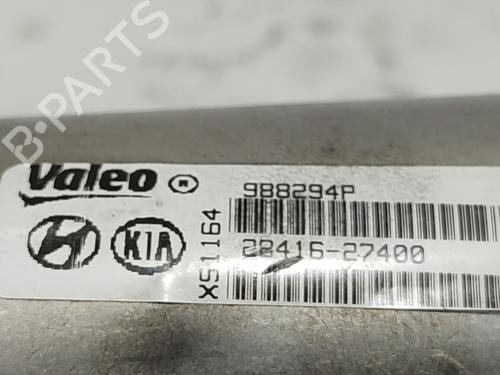 B-PARTS
Valeo ®
988294P
KIA
XS1164
28416-27400